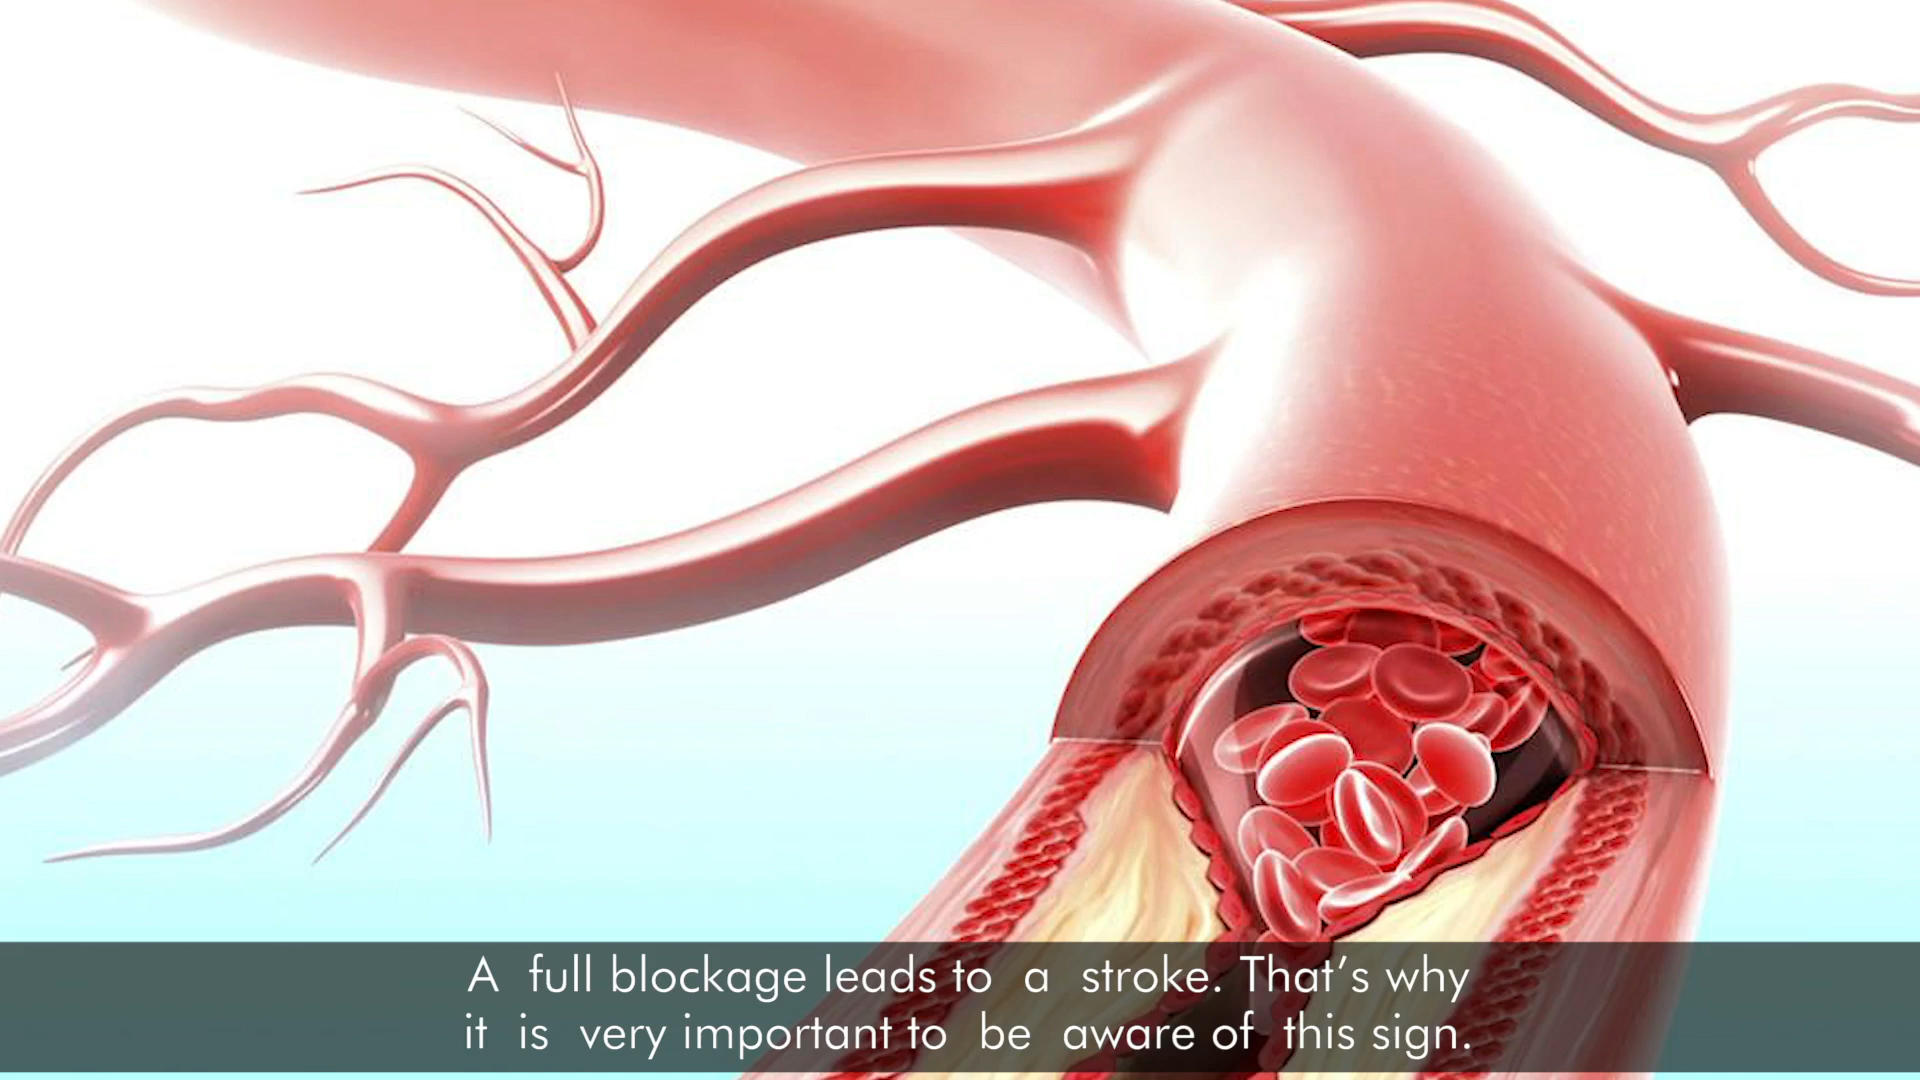 A full blockage leads to a stroke. That’s why
it is very important to be aware of this sign.